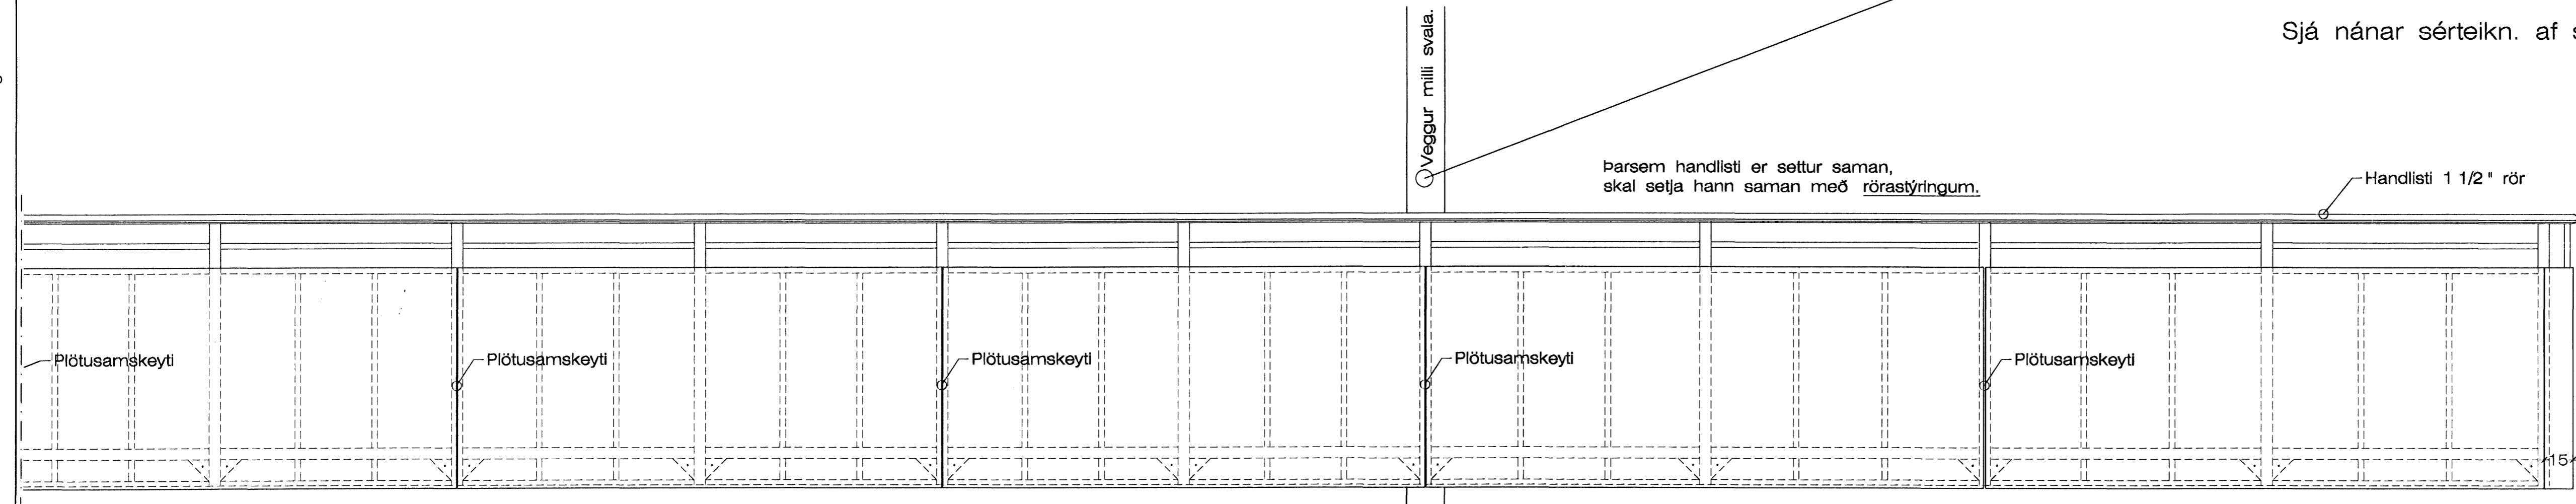 Sjá nánar sérteikn. af
Veggur milli svala.
Þarsem handlisti er settur saman,
skal setja hann saman með rörastýringum.
Handlisti 1 1/2 " rör
Plötusamskeyti
Plötusamskeyti
Plötusamskeyti
Plötusamskeyti
Plötusamskeyti
15